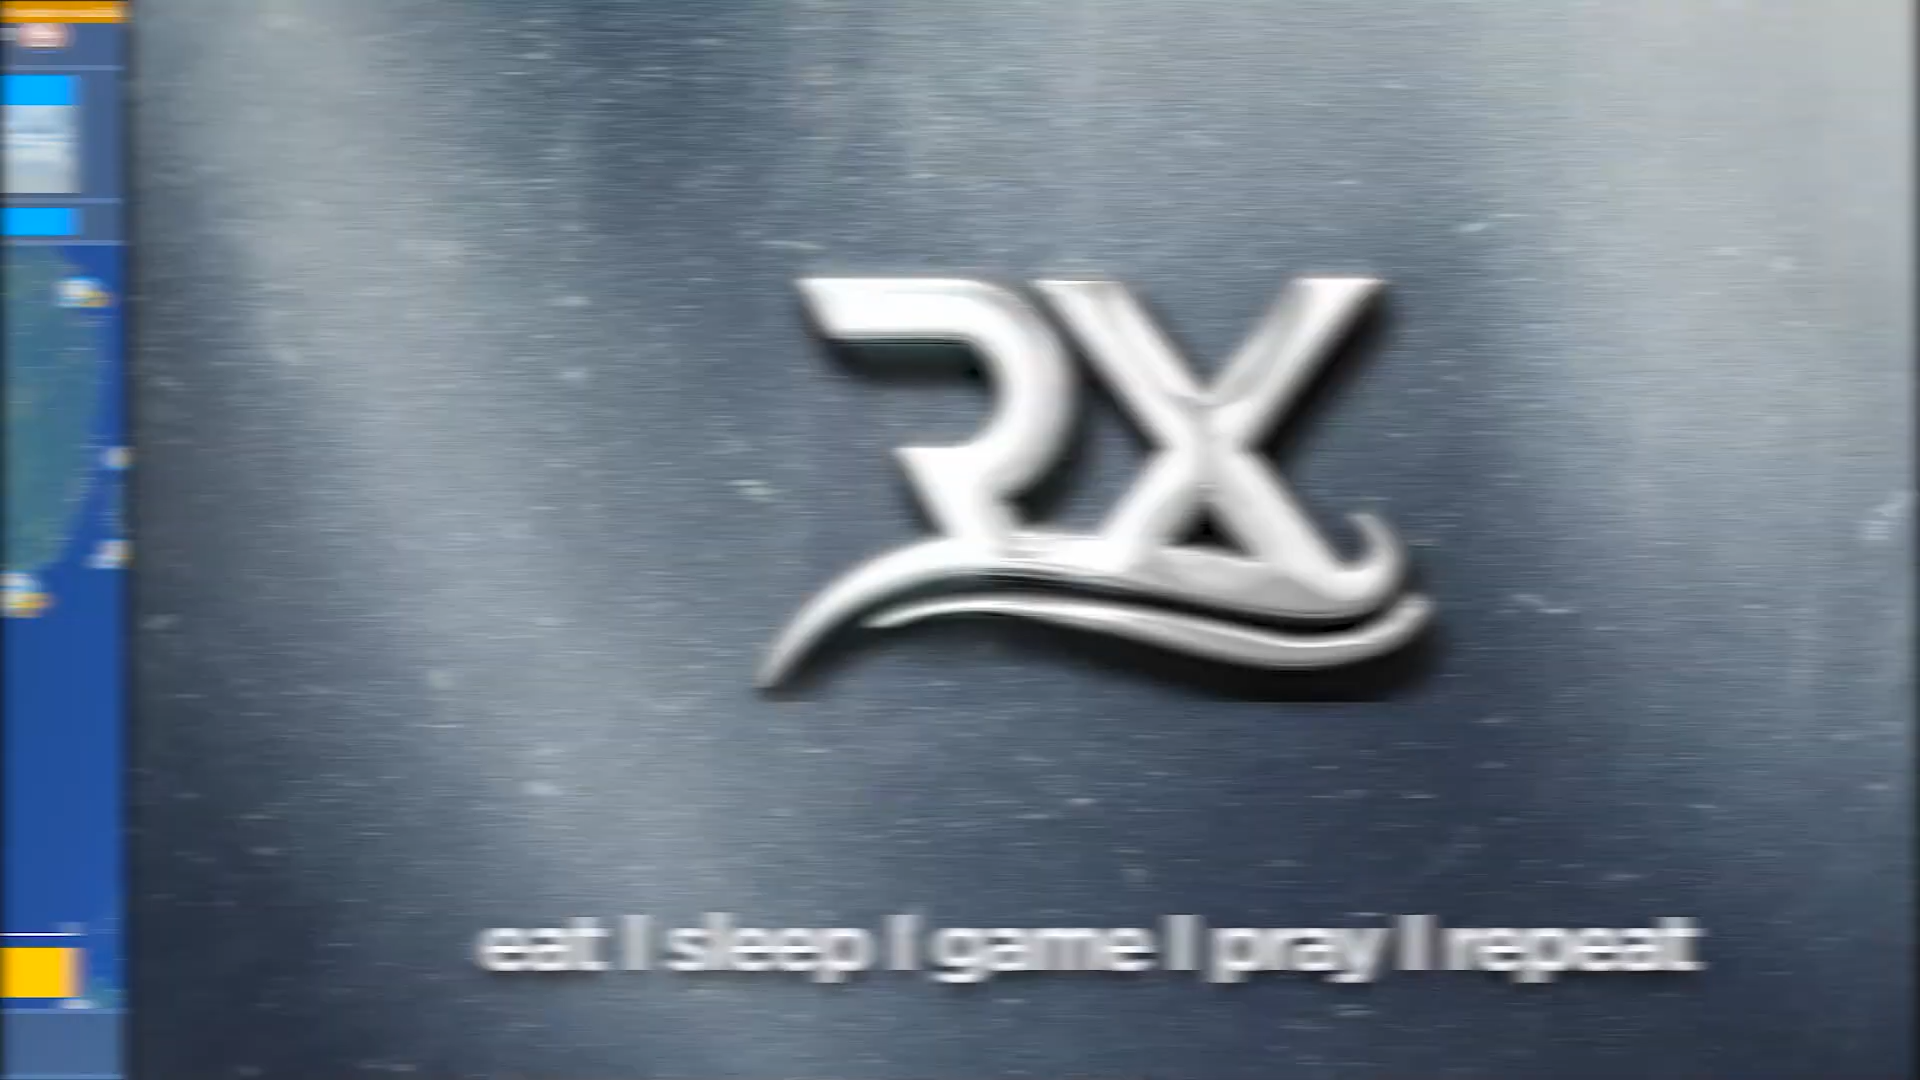 RX
eat | sleep | game | pray | repeat